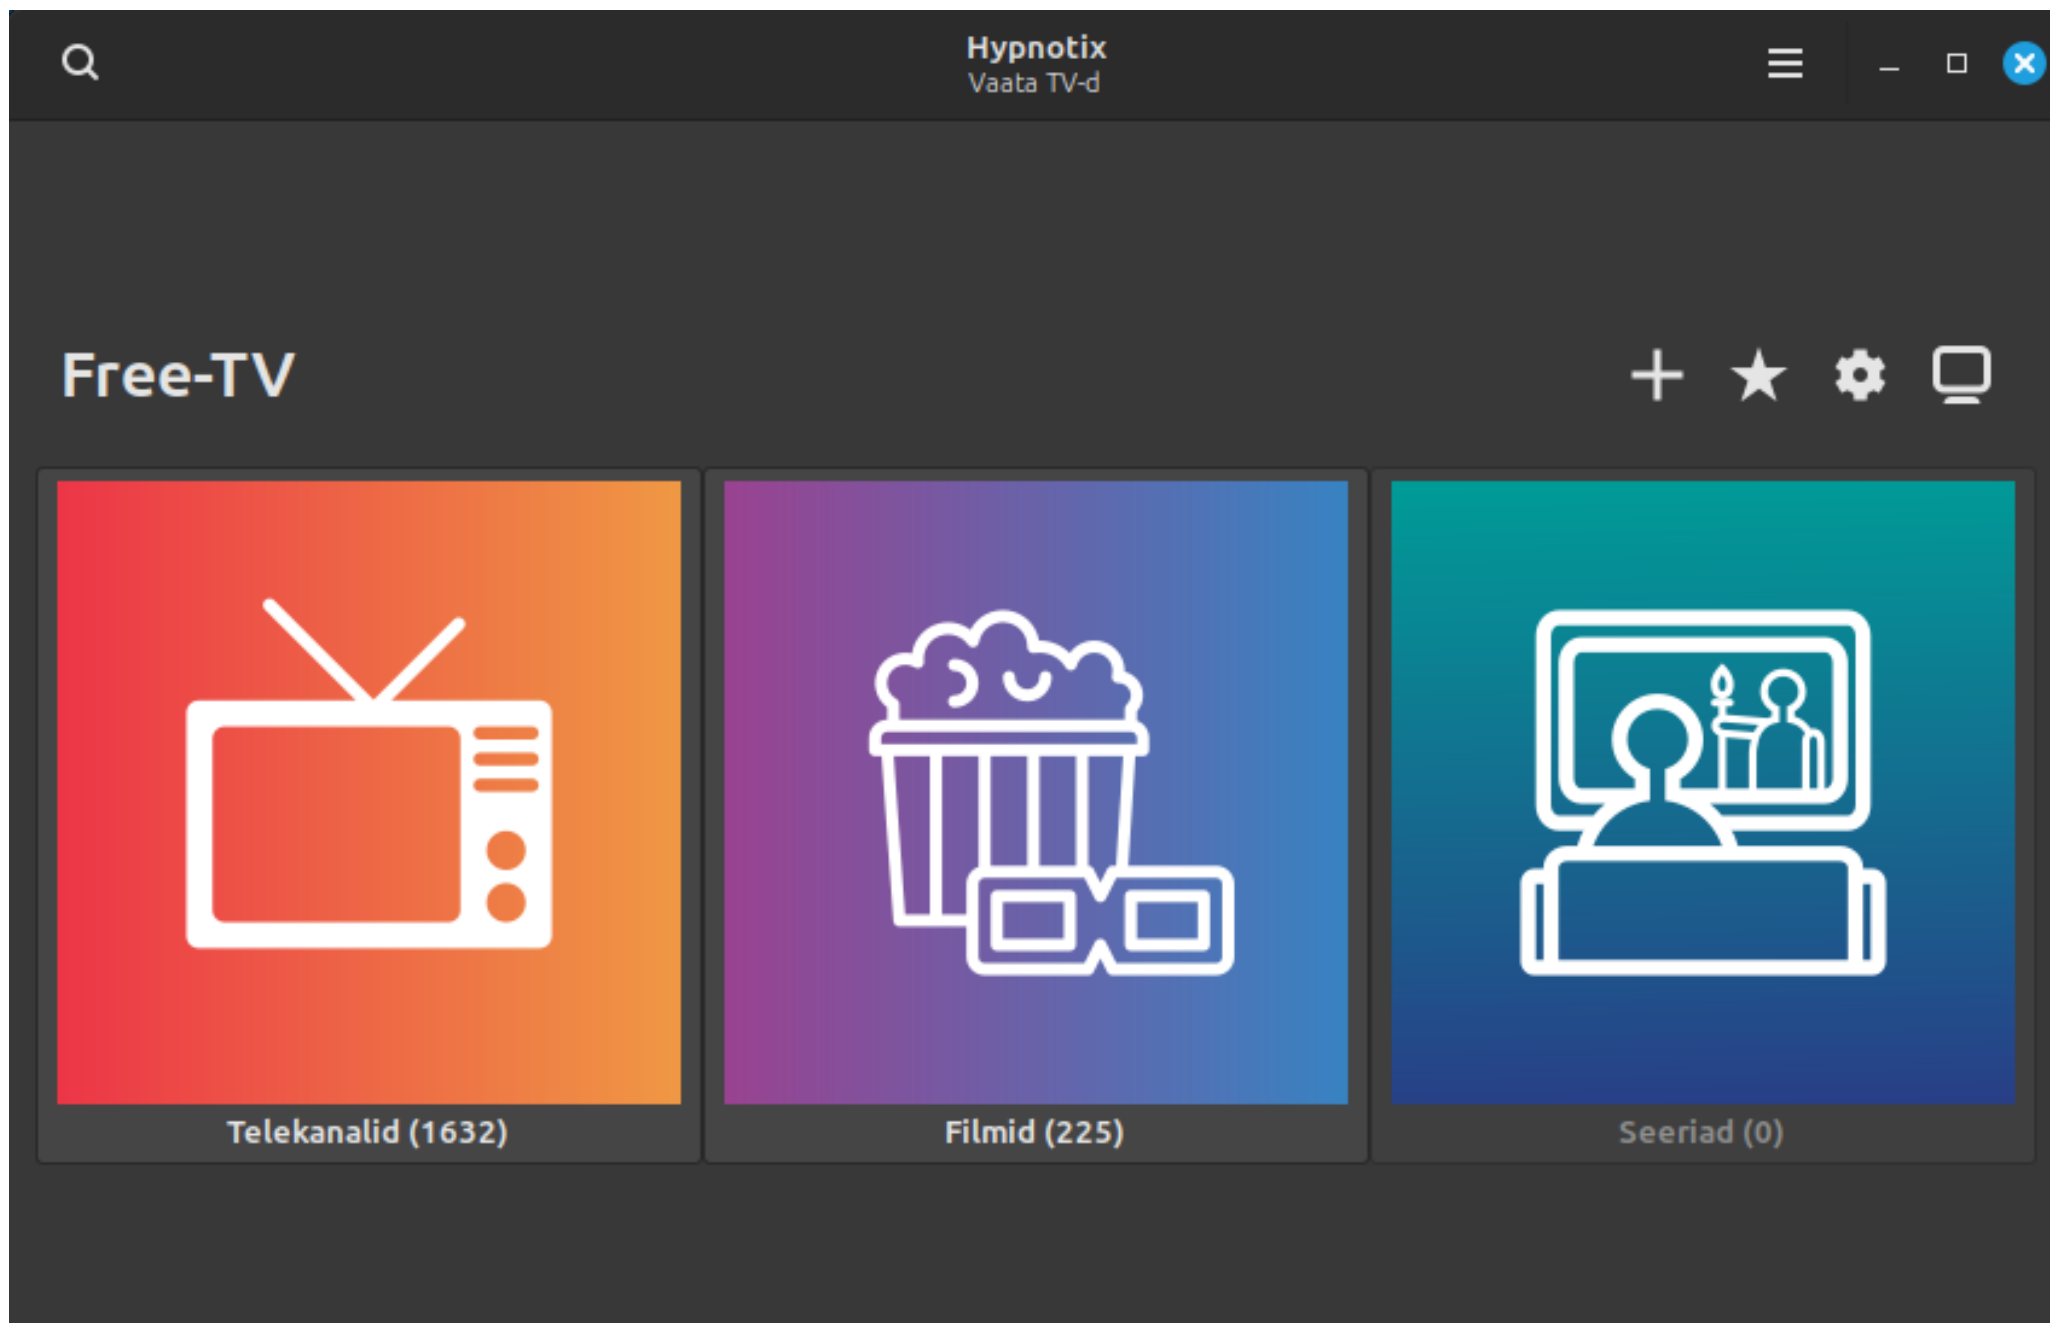 Hypnotix
Vaata TV-d
Free-TV
Telekanalid (1632)
Filmid (225)
Seeriad (0)